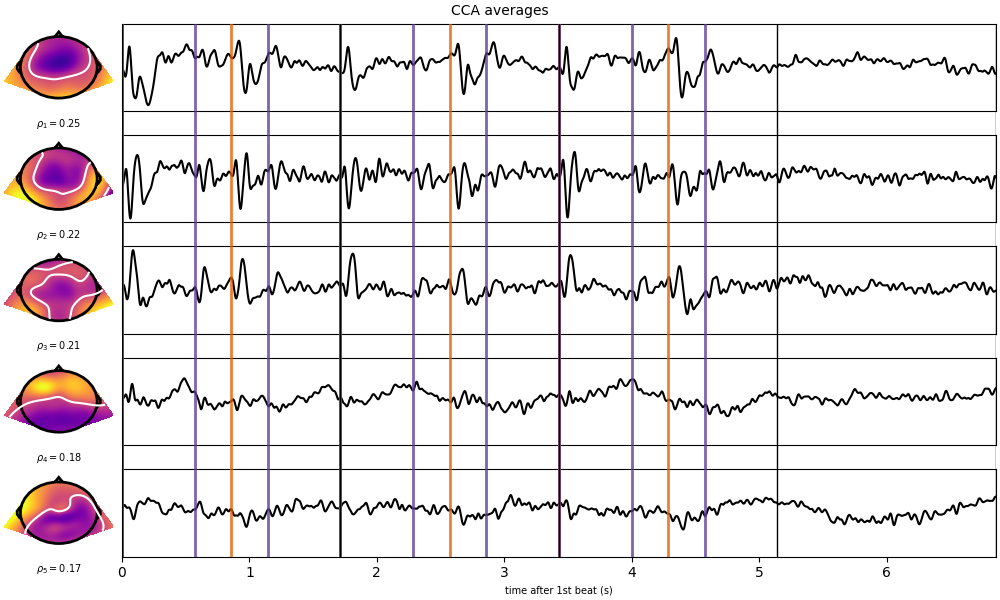 CCA averages
ρ₁ = 0.25
ρ₂ = 0.22
ρ₃ = 0.21
ρ₄ = 0.18
ρ₅ = 0.17
0 1 2 3 4 5 6
time after 1st beat (s)